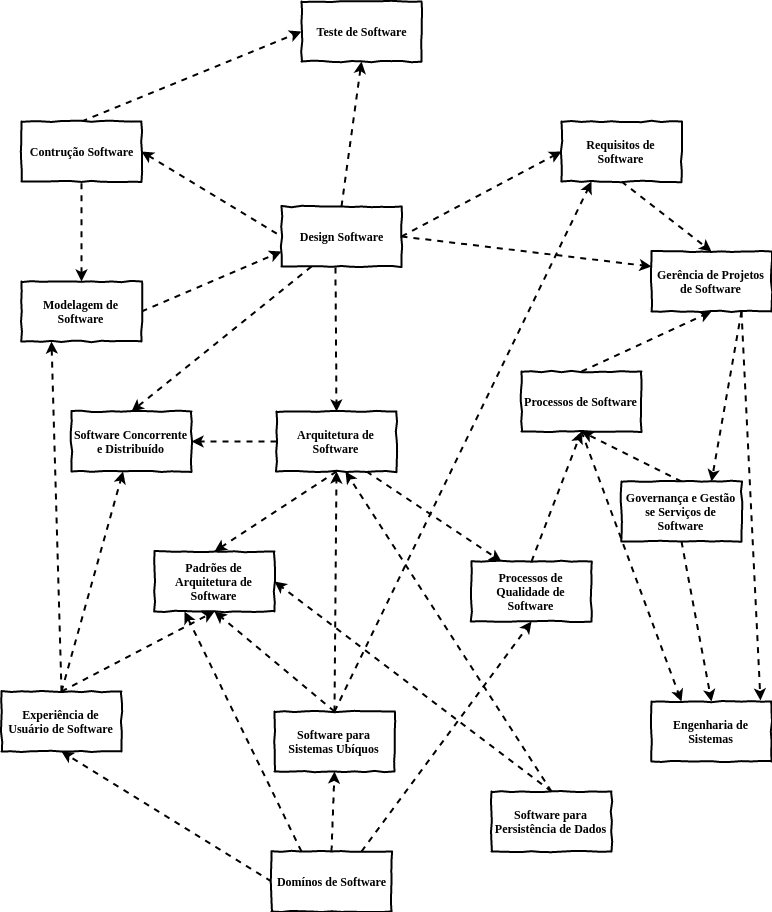 Teste de Software
Contrução Software
Requisitos de
Software
Design Software
Gerência de Projetos
de Software
Modelagem de
Software
Processos de Software
Software Concorrente
e Distribuído
Arquitetura de
Software
Governança e Gestão
se Serviços de
Software
Padrões de
Arquitetura de
Software
Processos de
Qualidade de
Software
Experiência de
Usuário de Software
Software para
Sistemas Ubíquos
Engenharia de
Sistemas
Software para
Persistência de Dados
Domínos de Software